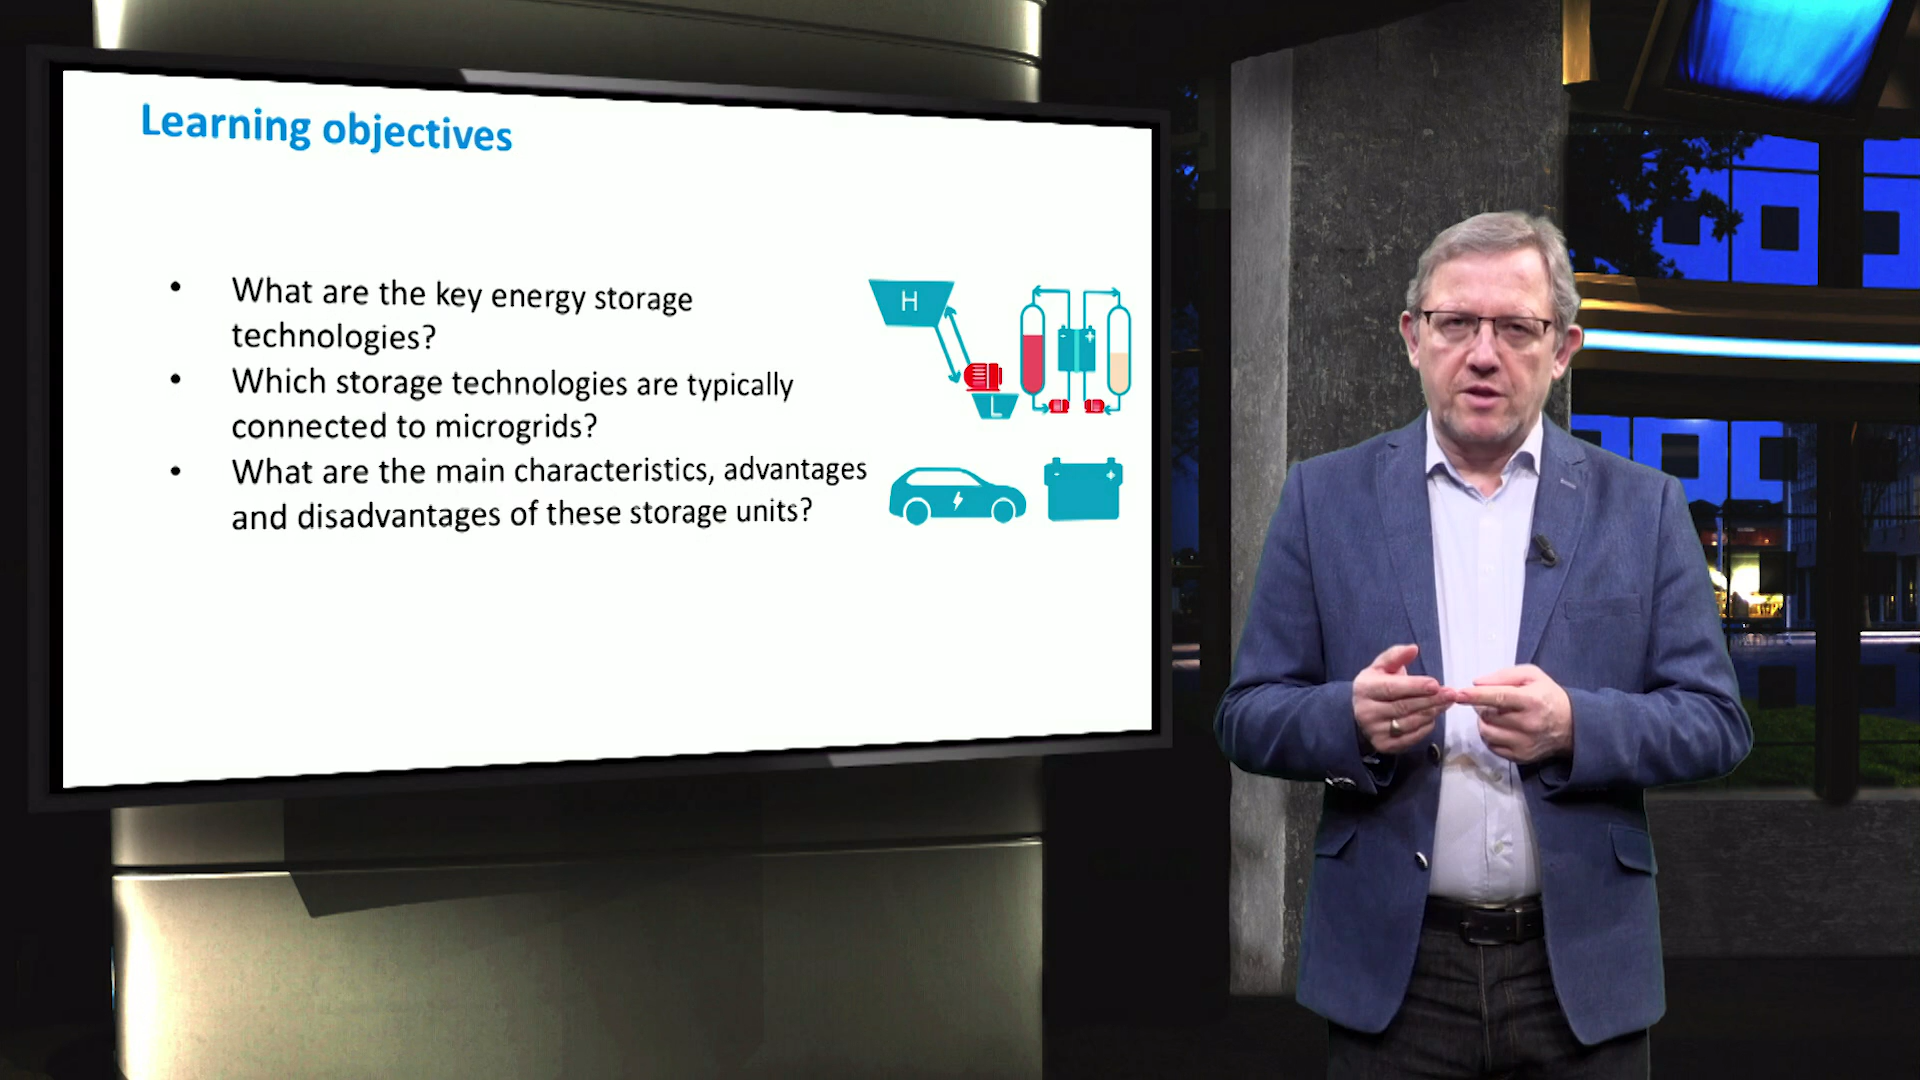 Learning objectives
• What are the key energy storage
technologies?
• Which storage technologies are typically
connected to microgrids?
• What are the main characteristics, advantages
and disadvantages of these storage units?
H
L
- +
- +